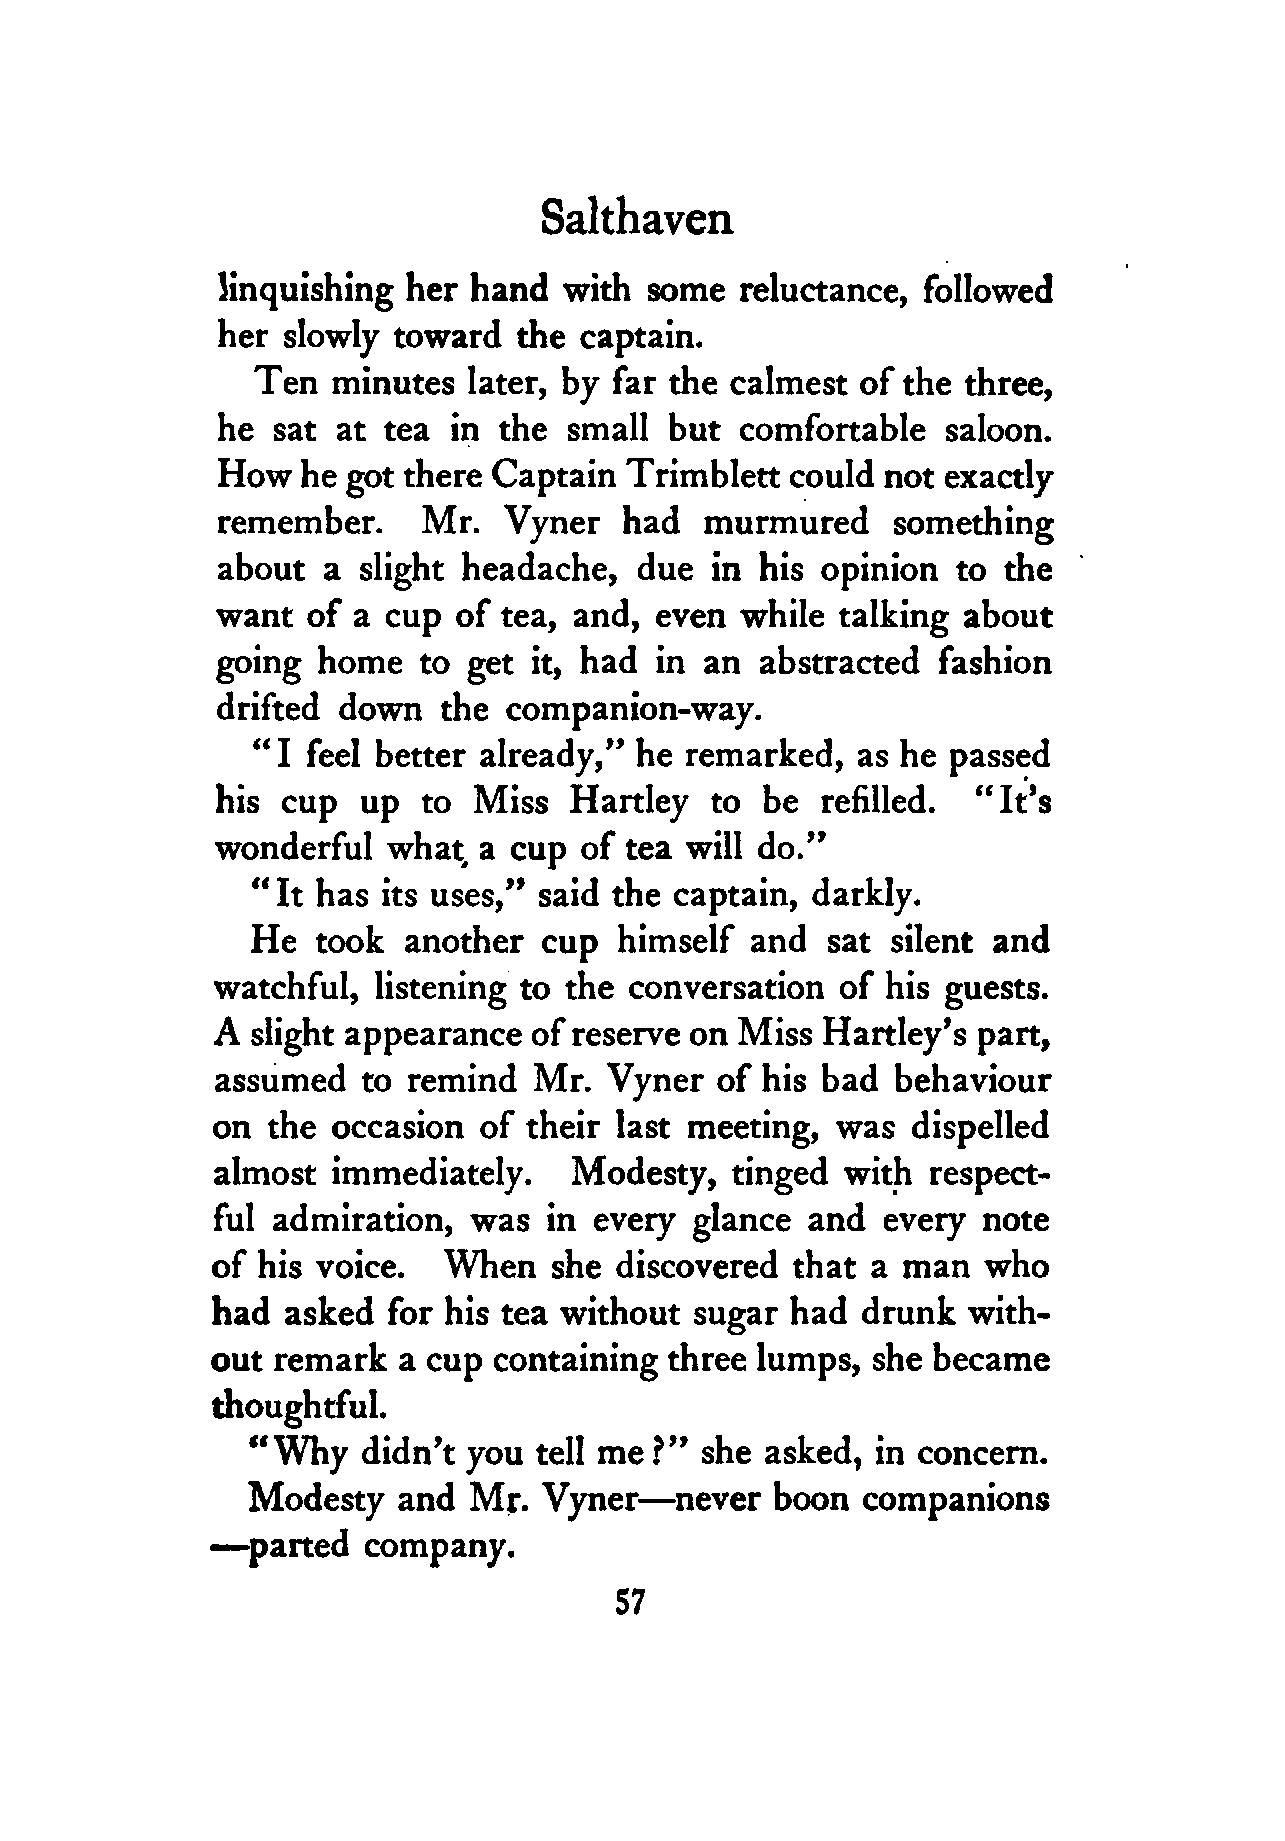 Salthaven
linquishing her hand with some reluctance, followed
her slowly toward the captain.
Ten minutes later, by far the calmest of the three,
he sat at tea in the small but comfortable saloon.
How he got there Captain Trimblett could not exactly
remember. Mr. Vyner had murmured something
about a slight headache, due in his opinion to the
want of a cup of tea, and, even while talking about
going home to get it, had in an abstracted fashion
drifted down the companion-way.
“I feel better already,” he remarked, as he passed
his cup up to Miss Hartley to be refilled. “It’s
wonderful what a cup of tea will do.”
“It has its uses,” said the captain, darkly.
He took another cup himself and sat silent and
watchful, listening to the conversation of his guests.
A slight appearance of reserve on Miss Hartley’s part,
assumed to remind Mr. Vyner of his bad behaviour
on the occasion of their last meeting, was dispelled
almost immediately. Modesty, tinged with respect-
ful admiration, was in every glance and every note
of his voice. When she discovered that a man who
had asked for his tea without sugar had drunk with-
out remark a cup containing three lumps, she became
thoughtful.
“Why didn’t you tell me?” she asked, in concern.
Modesty and Mr. Vyner—never boon companions
—parted company.
57